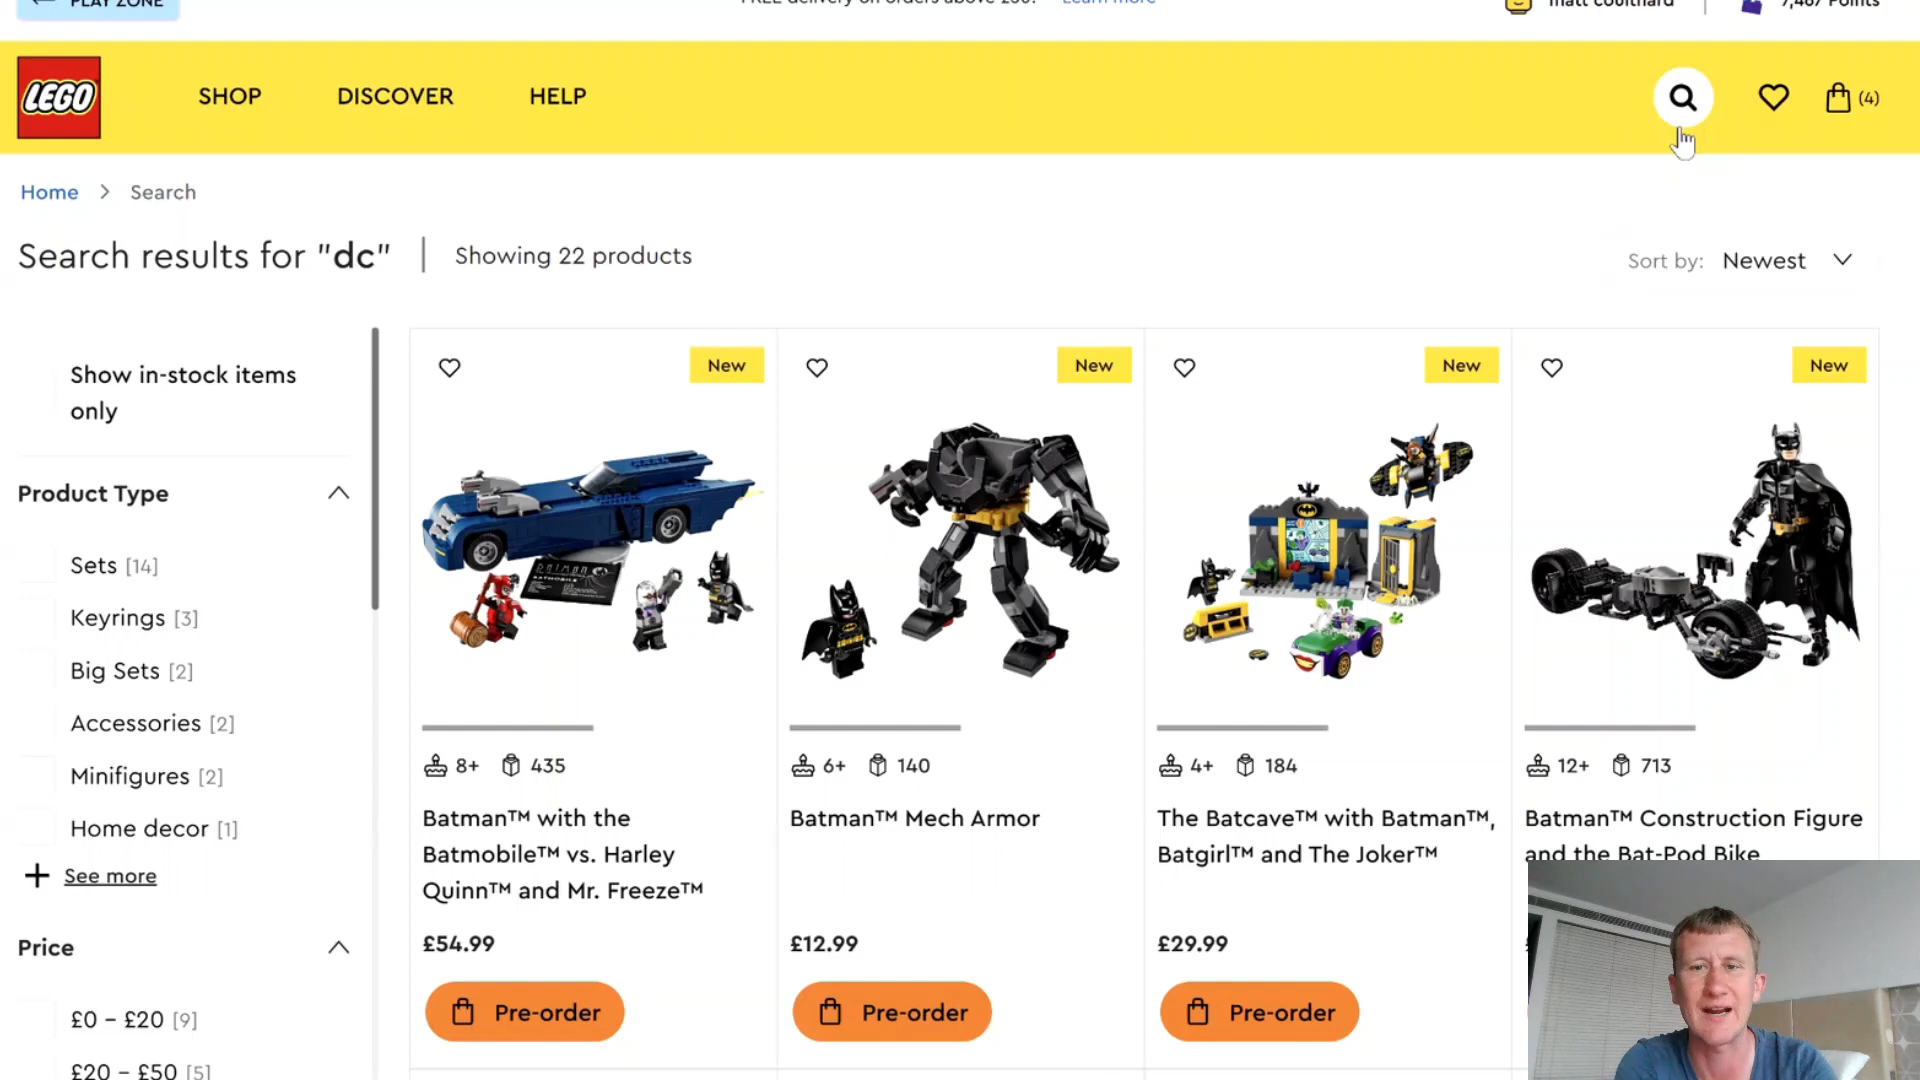 PLAY ZONE
FREE delivery on orders above £50!
Learn more
matt coulthard
7,467 Points
LEGO
SHOP
DISCOVER
HELP
(4)
Home > Search
Search results for "dc"
Showing 22 products
Sort by: Newest
Show in-stock items
only
Product Type
Sets [14]
Keyrings [3]
Big Sets [2]
Accessories [2]
Minifigures [2]
Home decor [1]
See more
Price
£0 – £20 [9]
£20 – £50 [5]
New
8+ 435
Batman™ with the
Batmobile™ vs. Harley
Quinn™ and Mr. Freeze™
£54.99
Pre-order
New
6+ 140
Batman™ Mech Armor
£12.99
Pre-order
New
4+ 184
The Batcave™ with Batman™,
Batgirl™ and The Joker™
£29.99
Pre-order
New
12+ 713
Batman™ Construction Figure
and the Bat-Pod Bike